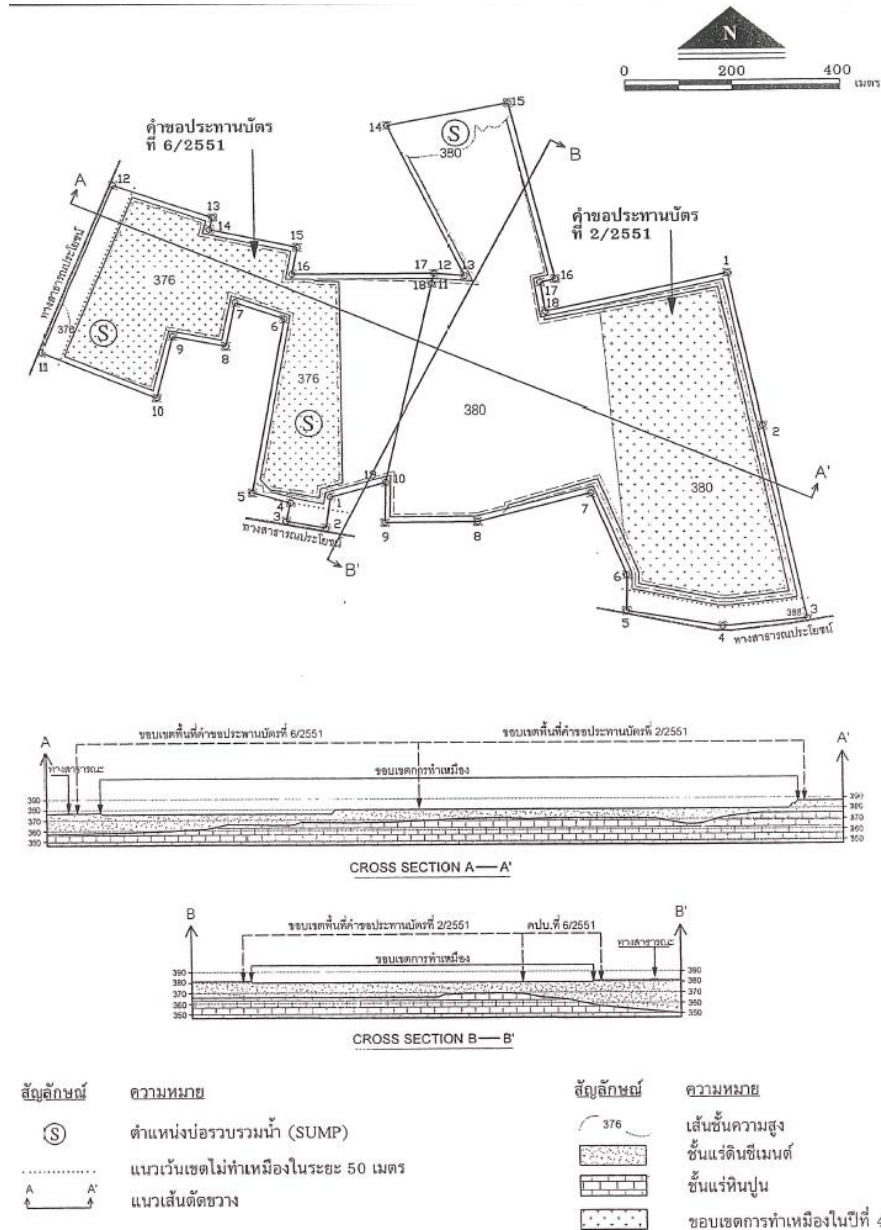 N
0 200 400
เมตร
คำขอประทานบัตร
ที่ 6/2551
คำขอประทานบัตร
ที่ 2/2551
14
15
S
380
B
A
12
13
14
15
16
17
12
13
18
11
16
17
18
1
ทางสาธารณประโยชน์
376
378
S
7
6
9
8
11
10
376
S
380
380
2
A'
19
10
5
4
1
3
2
ทางสาธารณประโยชน์
B'
9
8
7
6
5
4
388
3
ทางสาธารณประโยชน์
A
A'
ขอบเขตพื้นที่คำขอประทานบัตรที่ 6/2551
ขอบเขตพื้นที่คำขอประทานบัตรที่ 2/2551
ทางสาธารณะ
ขอบเขตการทำเหมือง
390
380
370
360
350
390
380
370
360
350
CROSS SECTION A — A'
B
B'
ขอบเขตพื้นที่คำขอประทานบัตรที่ 2/2551
คปบ.ที่ 6/2551
ขอบเขตการทำเหมือง
ทางสาธารณะ
390
380
370
360
350
390
380
370
360
350
CROSS SECTION B — B'
สัญลักษณ์ ความหมาย
S ตำแหน่งบ่อรวบรวมน้ำ (SUMP)
แนวเว้นเขตไม่ทำเหมืองในระยะ 50 เมตร
A A' แนวเส้นตัดขวาง
สัญลักษณ์ ความหมาย
376 เส้นชั้นความสูง
ชั้นแร่ดินซีเมนต์
ชั้นแร่หินปูน
ขอบเขตการทำเหมืองในปีที่ 4